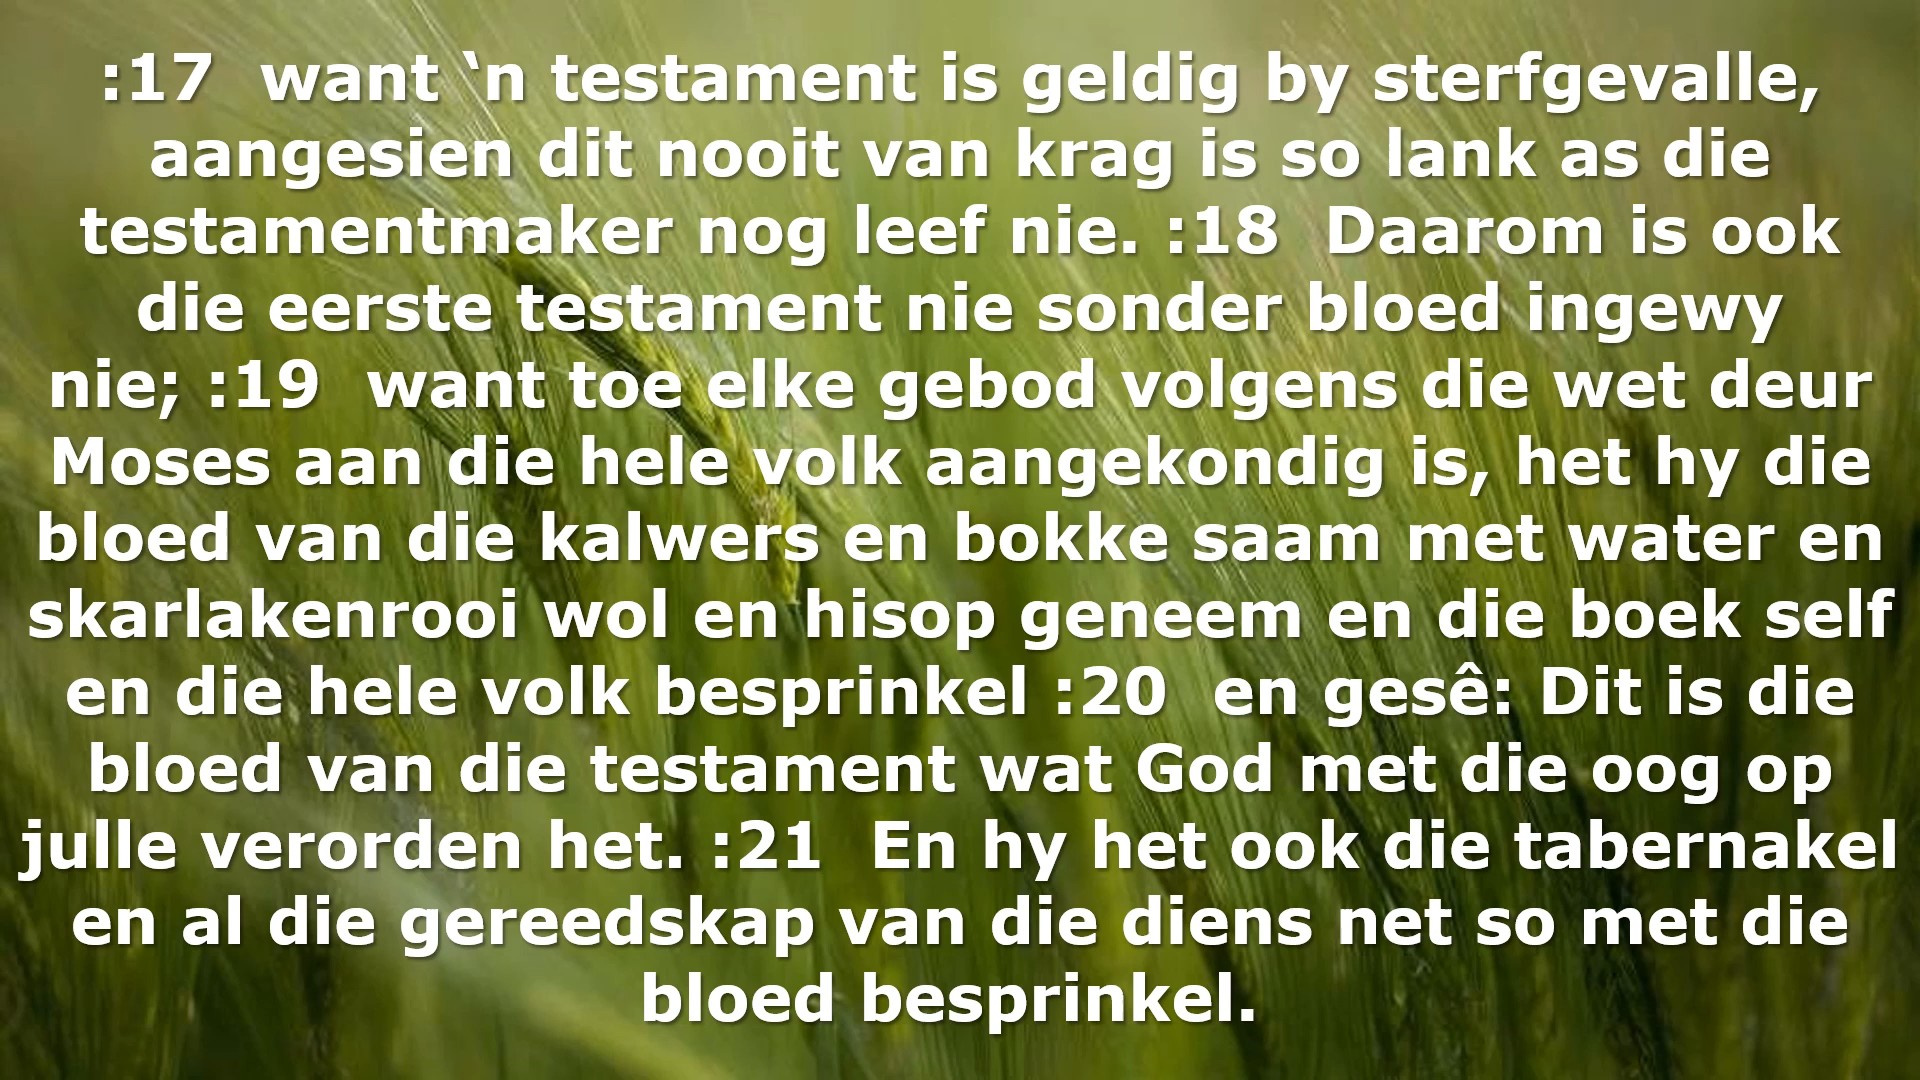 :17  want ‘n testament is geldig by sterfgevalle,
aangesien dit nooit van krag is so lank as die
testamentmaker nog leef nie. :18  Daarom is ook
die eerste testament nie sonder bloed ingewy
nie; :19  want toe elke gebod volgens die wet deur
Moses aan die hele volk aangekondig is, het hy die
bloed van die kalwers en bokke saam met water en
skarlakenrooi wol en hisop geneem en die boek self
en die hele volk besprinkel :20  en gesê: Dit is die
bloed van die testament wat God met die oog op
julle verorden het. :21  En hy het ook die tabernakel
en al die gereedskap van die diens net so met die
bloed besprinkel.